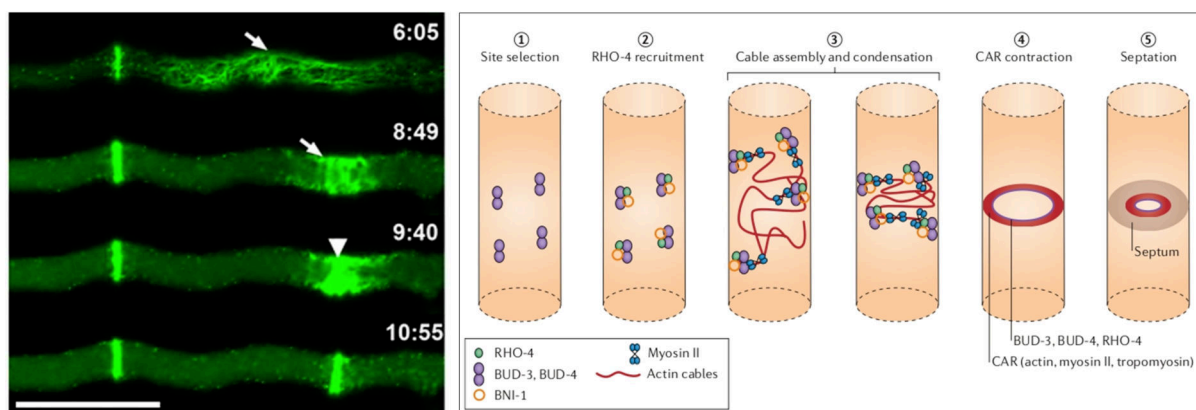 6:05
8:49
9:40
10:55
① ② ③ ④ ⑤
Site selection RHO-4 recruitment Cable assembly and condensation CAR contraction Septation
Septum
BUD-3, BUD-4, RHO-4
CAR (actin, myosin II, tropomyosin)
RHO-4 Myosin II
BUD-3, BUD-4 Actin cables
BNI-1